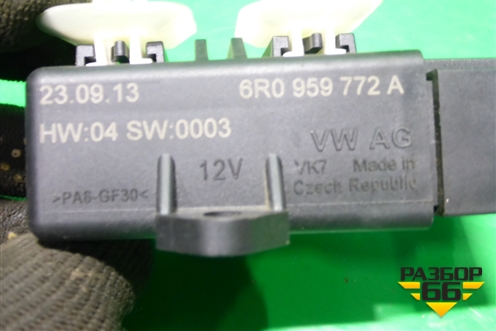 23.09.13 6R0 959 772 A
HW:04 SW:0003
VW AG
12V
VK7 Made in
Czech Republic
>PA6-GF30<
РАЗБОР
66